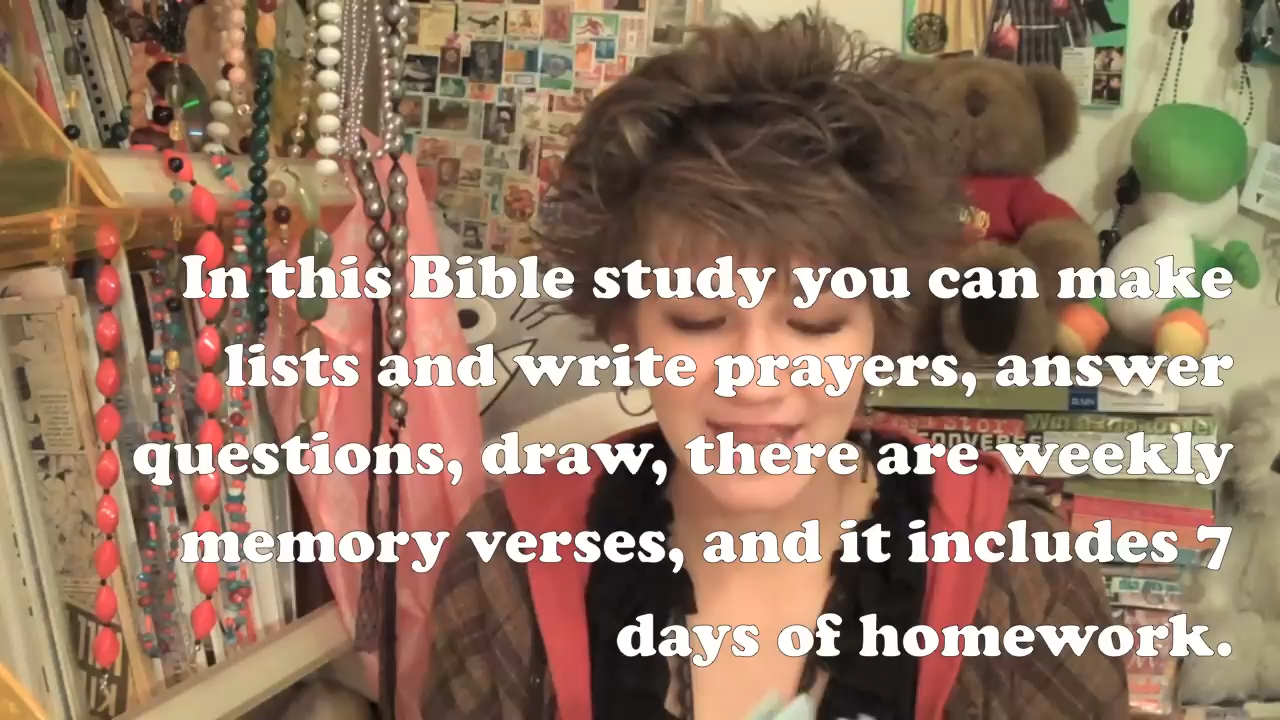 In this Bible study you can make
lists and write prayers, answer
questions, draw, there are weekly
memory verses, and it includes 7
days of homework.
CONVERSE